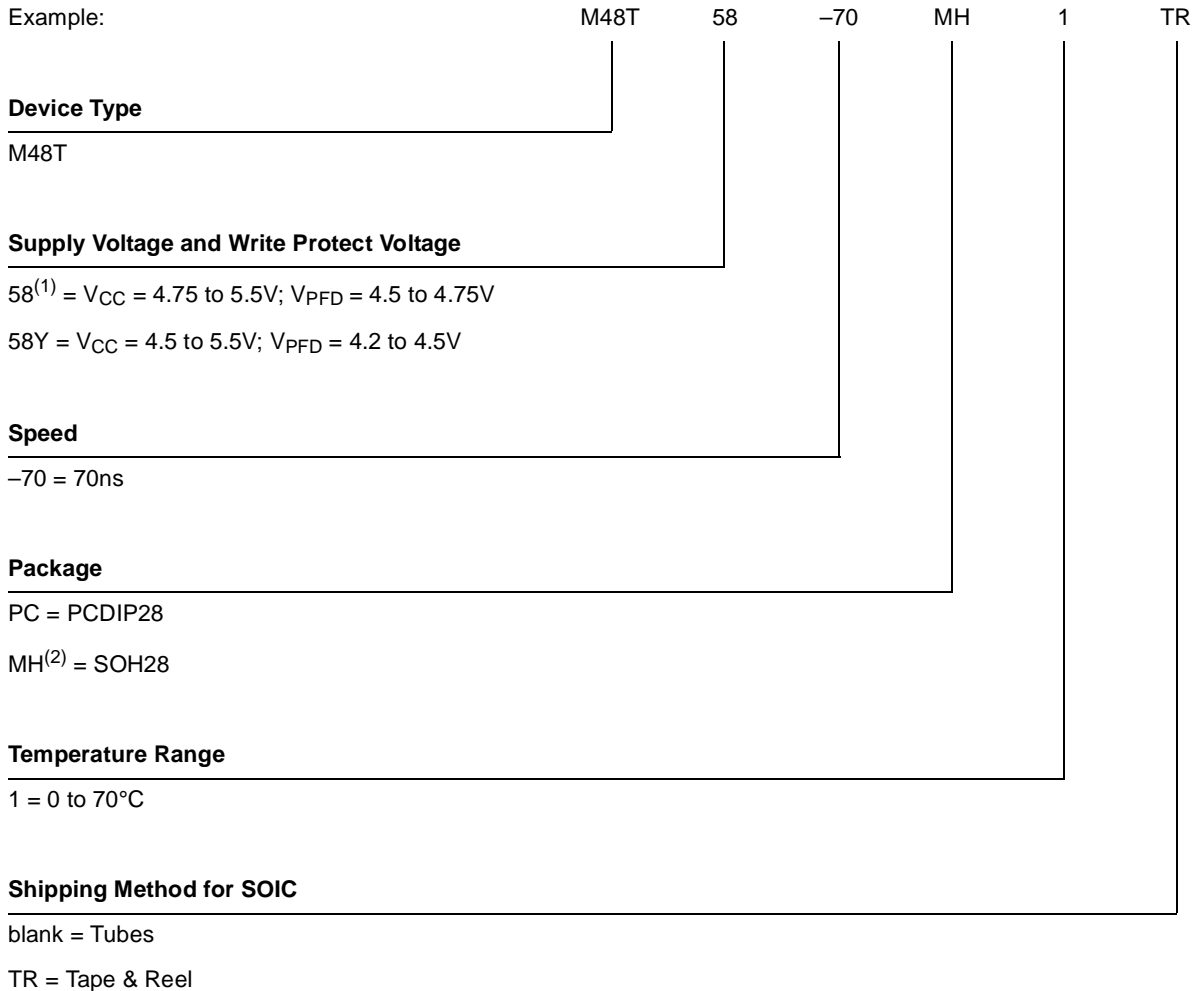 Example: M48T 58 –70 MH 1 TR
Device Type
M48T
Supply Voltage and Write Protect Voltage
58(1) = VCC = 4.75 to 5.5V; VPFD = 4.5 to 4.75V
58Y = VCC = 4.5 to 5.5V; VPFD = 4.2 to 4.5V
Speed
–70 = 70ns
Package
PC = PCDIP28
MH(2) = SOH28
Temperature Range
1 = 0 to 70°C
Shipping Method for SOIC
blank = Tubes
TR = Tape & Reel